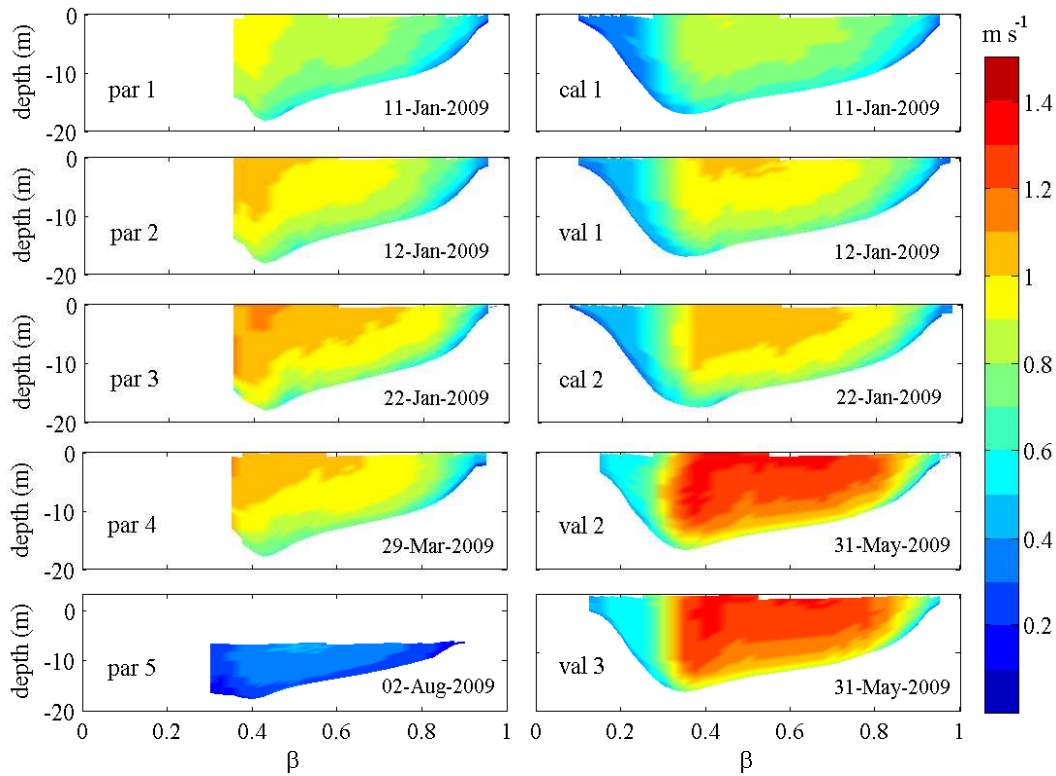 m s-1
0
-10
-20
depth (m)
par 1
11-Jan-2009
cal 1
11-Jan-2009
0
-10
-20
depth (m)
par 2
12-Jan-2009
val 1
12-Jan-2009
0
-10
-20
depth (m)
par 3
22-Jan-2009
cal 2
22-Jan-2009
0
-10
-20
depth (m)
par 4
29-Mar-2009
val 2
31-May-2009
0
-10
-20
depth (m)
par 5
02-Aug-2009
val 3
31-May-2009
0 0.2 0.4 0.6 0.8 1
0 0.2 0.4 0.6 0.8 1
β
β
1.4
1.2
1
0.8
0.6
0.4
0.2